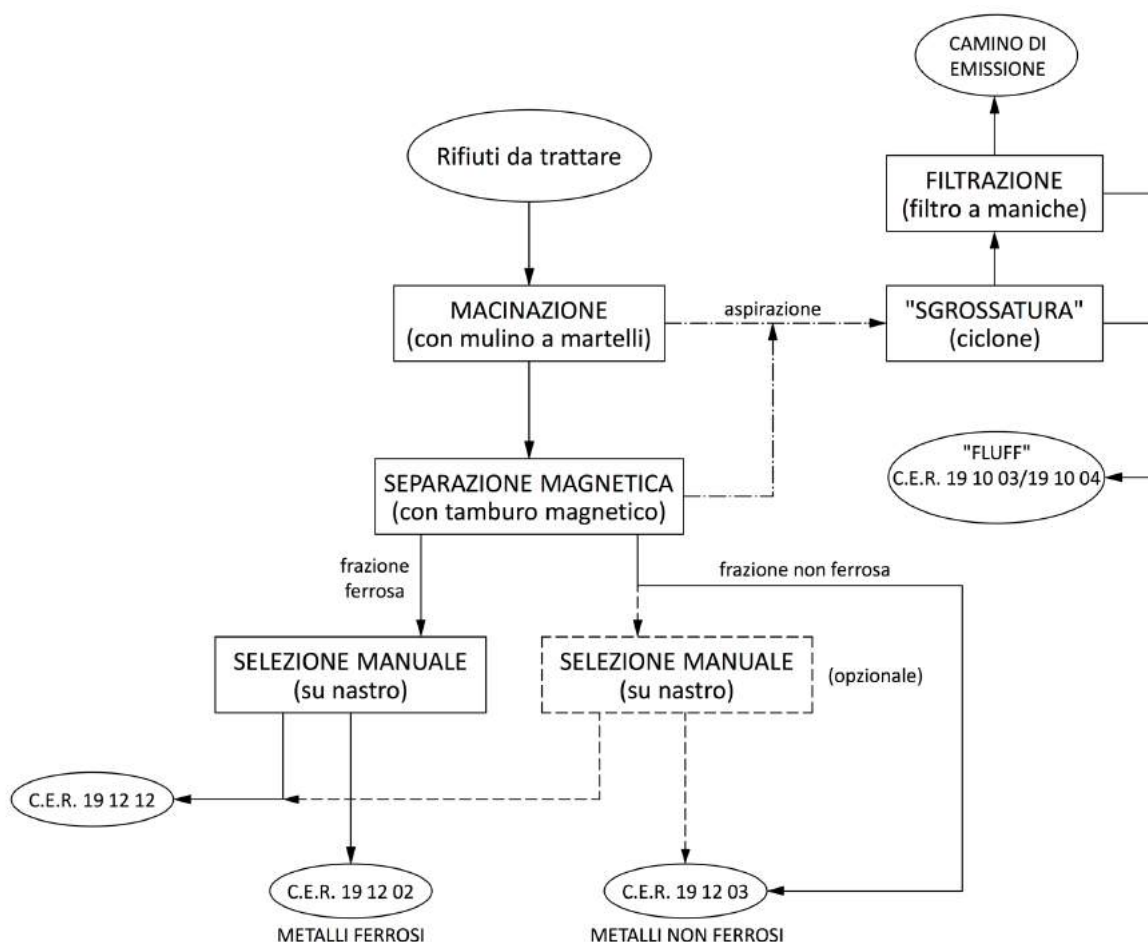 CAMINO DI
EMISSIONE
Rifiuti da trattare
FILTRAZIONE
(filtro a maniche)
MACINAZIONE
(con mulino a martelli)
aspirazione
"SGROSSATURA"
(ciclone)
"FLUFF"
C.E.R. 19 10 03/19 10 04
SEPARAZIONE MAGNETICA
(con tamburo magnetico)
frazione
ferrosa
frazione non ferrosa
SELEZIONE MANUALE
(su nastro)
SELEZIONE MANUALE
(su nastro)
(opzionale)
C.E.R. 19 12 12
C.E.R. 19 12 02
C.E.R. 19 12 03
METALLI FERROSI
METALLI NON FERROSI